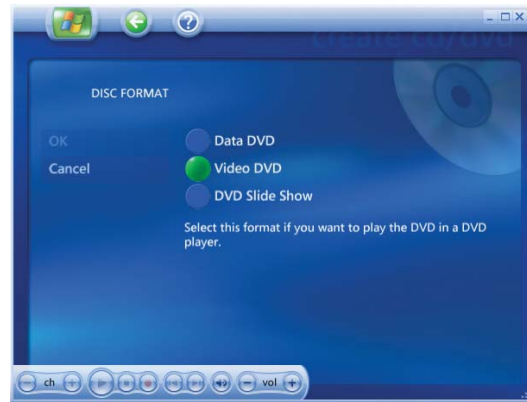 create cd/dvd
DISC FORMAT
OK
Cancel
Data DVD
Video DVD
DVD Slide Show
Select this format if you want to play the DVD in a DVD
player.
ch
vol